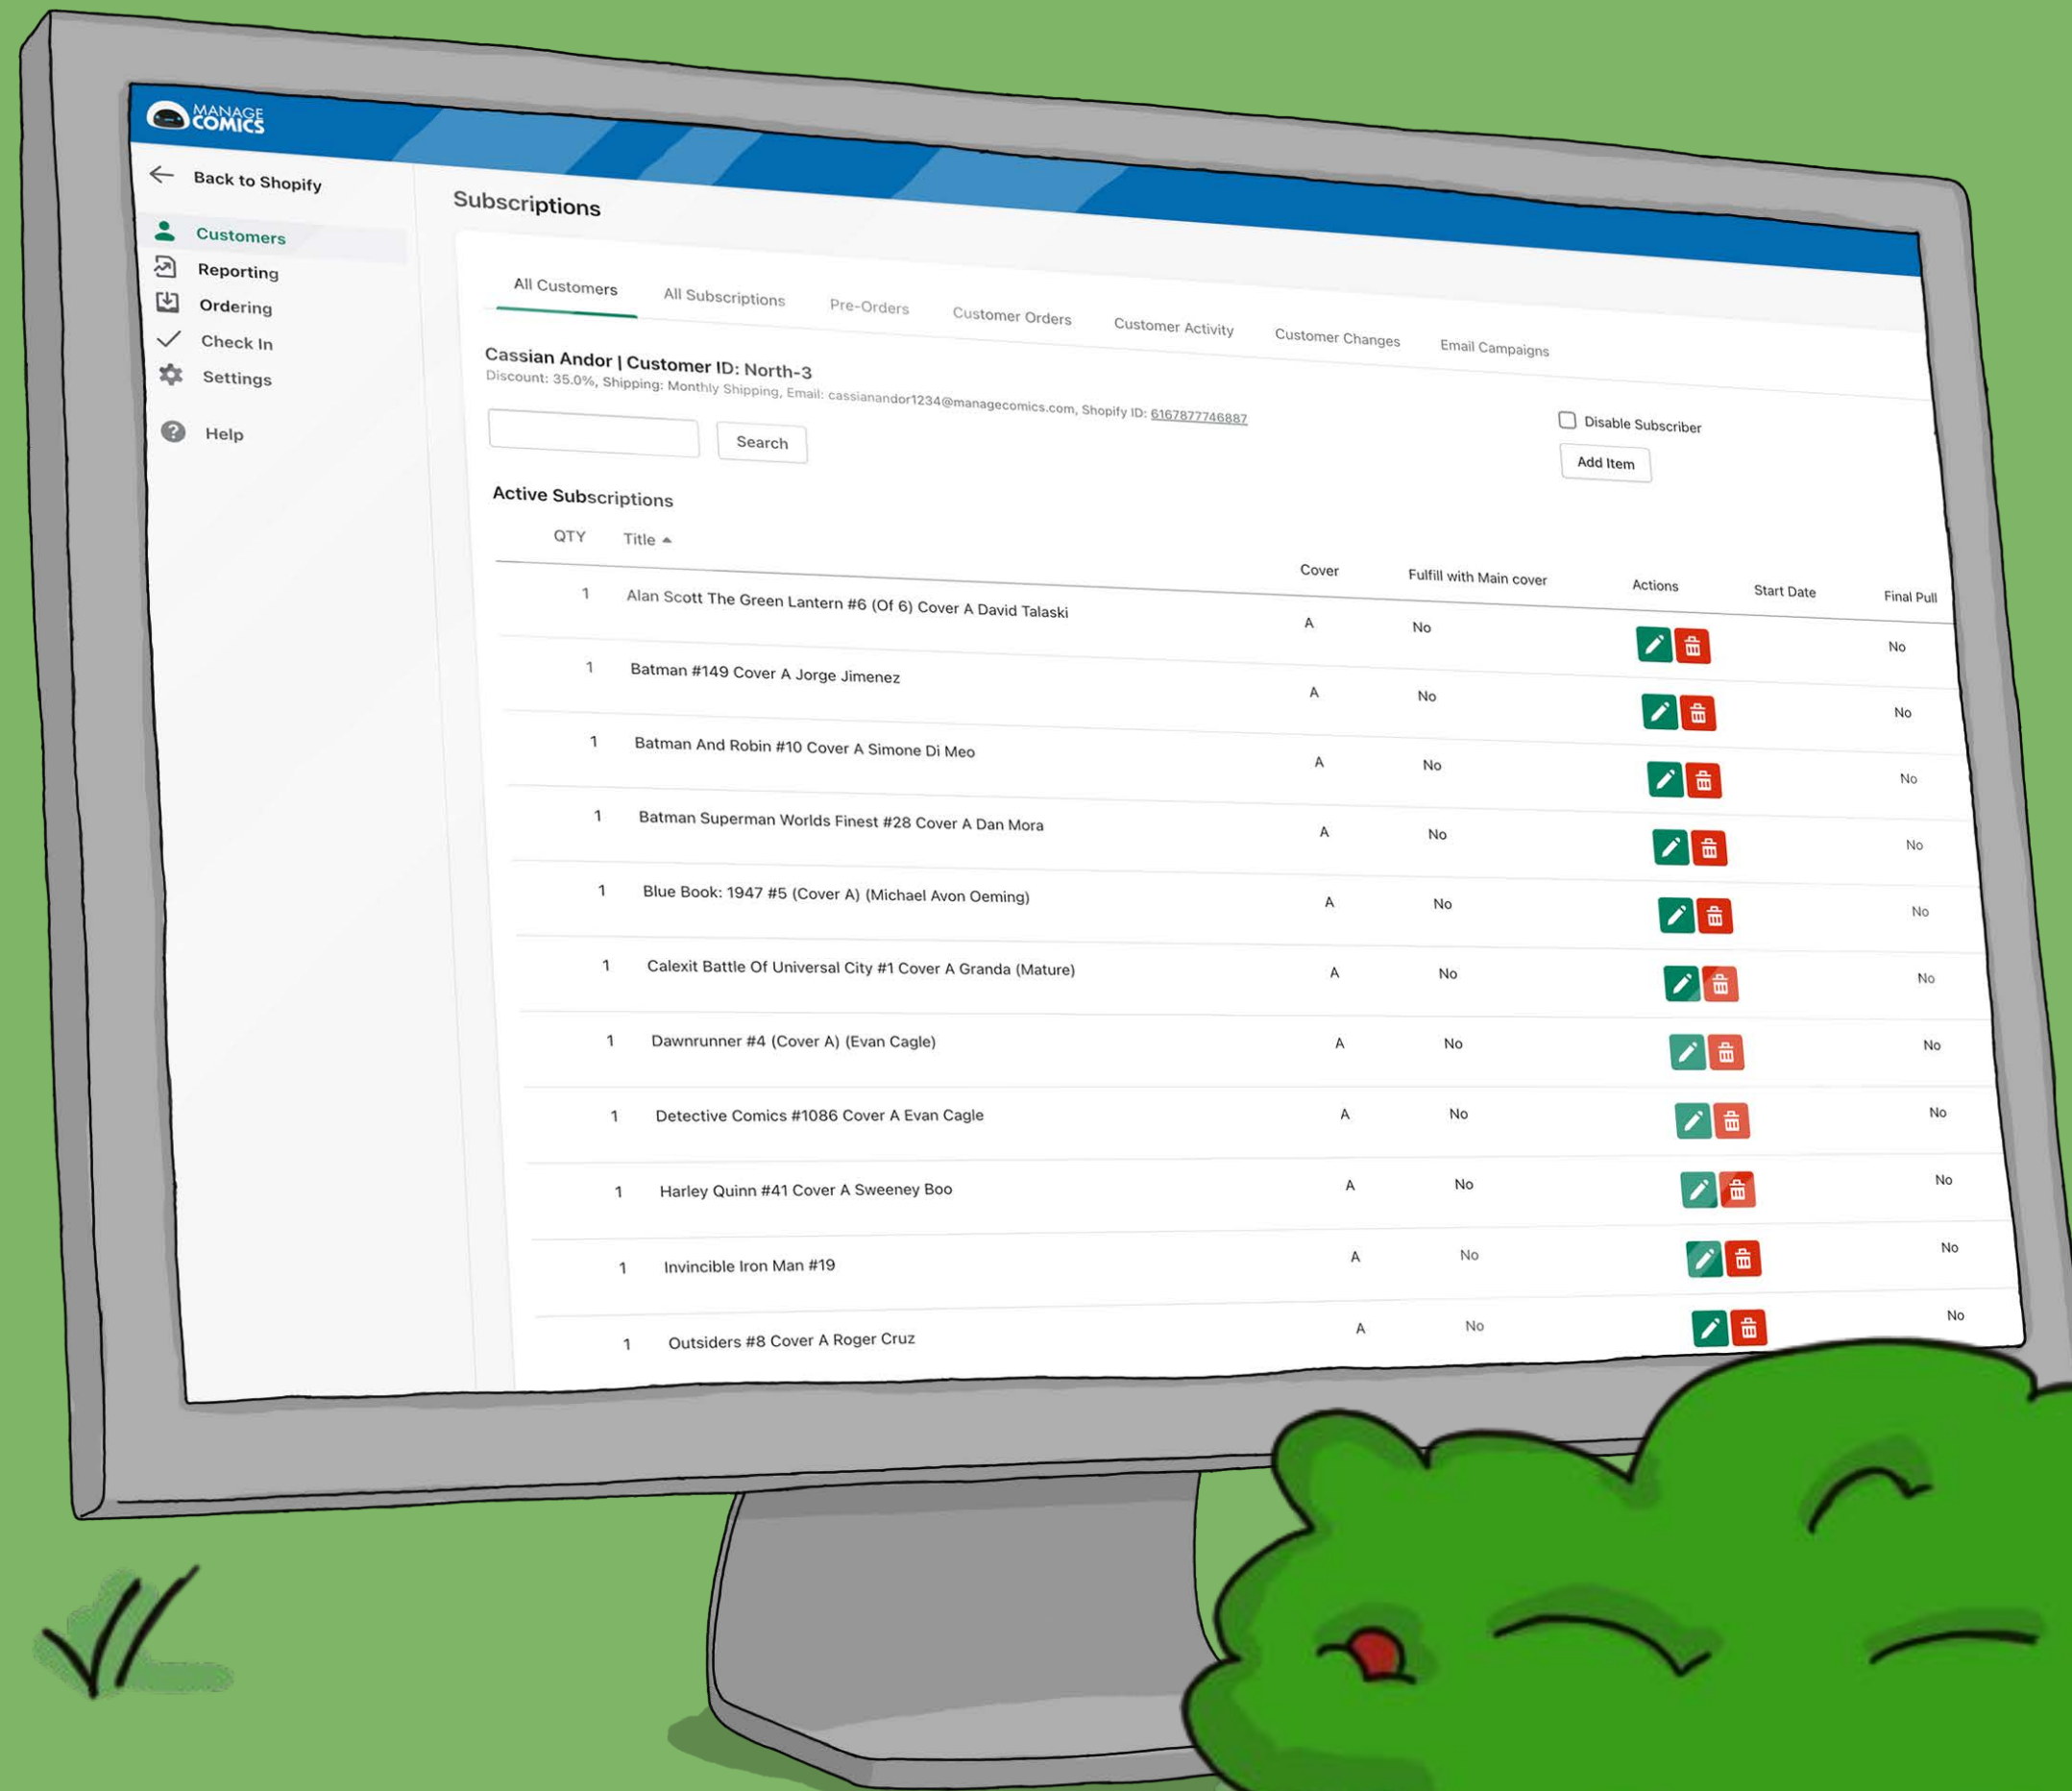 MANAGE
COMICS
Back to Shopify
Customers
Reporting
Ordering
Check In
Settings
Help
Subscriptions
All Customers All Subscriptions Pre-Orders Customer Orders Customer Activity Customer Changes Email Campaigns
Cassian Andor | Customer ID: North-3
Discount: 35.0%, Shipping: Monthly Shipping, Email: cassianandor1234@managecomics.com, Shopify ID: 6167877746887
Disable Subscriber
Search
Add Item
Active Subscriptions
QTY Title Cover Fulfill with Main cover Actions Start Date Final Pull
1 Alan Scott The Green Lantern #6 (Of 6) Cover A David Talaski A No No
1 Batman #149 Cover A Jorge Jimenez A No No
1 Batman And Robin #10 Cover A Simone Di Meo A No No
1 Batman Superman Worlds Finest #28 Cover A Dan Mora A No No
1 Blue Book: 1947 #5 (Cover A) (Michael Avon Oeming) A No No
1 Calexit Battle Of Universal City #1 Cover A Granda (Mature) A No No
1 Dawnrunner #4 (Cover A) (Evan Cagle) A No No
1 Detective Comics #1086 Cover A Evan Cagle A No No
1 Harley Quinn #41 Cover A Sweeney Boo A No No
1 Invincible Iron Man #19 A No No
1 Outsiders #8 Cover A Roger Cruz A No No